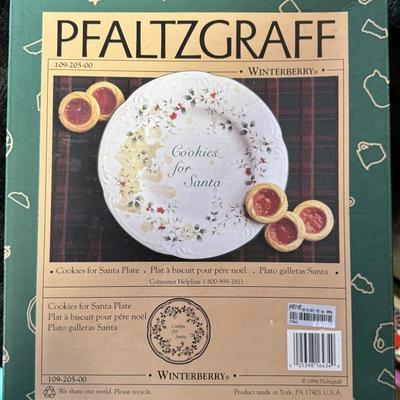 PFALTZGRAFF
109-205-00
• WINTERBERRY® •
Cookies
for
Santa
• Cookies for Santa Plate • Plat à biscuit pour père noël • Plato galletas Santa •
Consumer Helpline 1-800-999-2811
Cookies for Santa Plate
Plat à biscuit pour père noël
Plato galletas Santa
Cookies
for
Santa
109-205-00
• WINTERBERRY® •
© 1994 Pfaltzgraff
We share one world. Please recycle.
Product made in York, PA 17401 U.S.A.